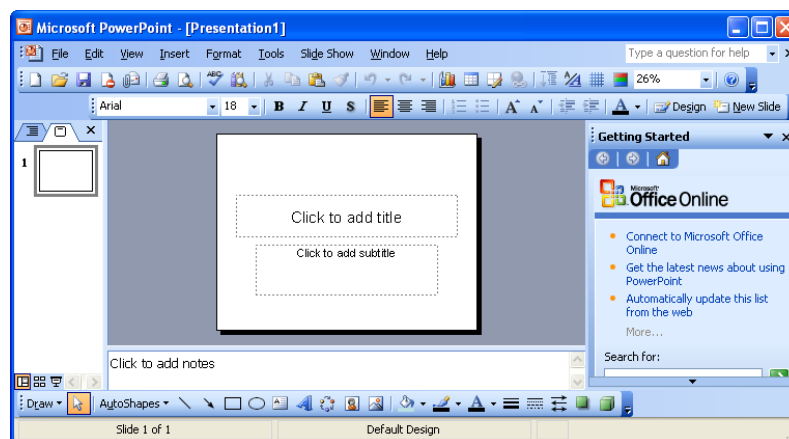 Microsoft PowerPoint - [Presentation1]
File Edit View Insert Format Tools Slide Show Window Help Type a question for help
26%
Arial 18 B I U S A A A Design New Slide
Getting Started
1
Microsoft
Office Online
Click to add title
Click to add subtitle
Connect to Microsoft Office
Online
Get the latest news about using
PowerPoint
Automatically update this list
from the web
More...
Search for:
Click to add notes
Draw AutoShapes A A
Slide 1 of 1 Default Design